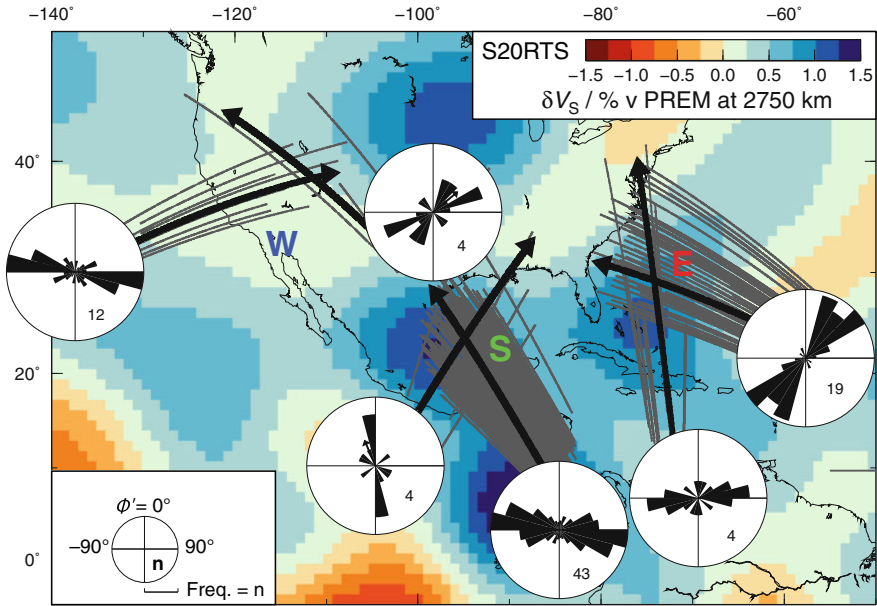 −140° −120° −100° −80° −60°
S20RTS
−1.5 −1.0 −0.5 0.0 0.5 1.0 1.5
δVS / % v PREM at 2750 km
40°
4
W
E
12
S
20°
19
4
4
43
ϕ′= 0°
−90° 90°
n
0°
Freq. = n